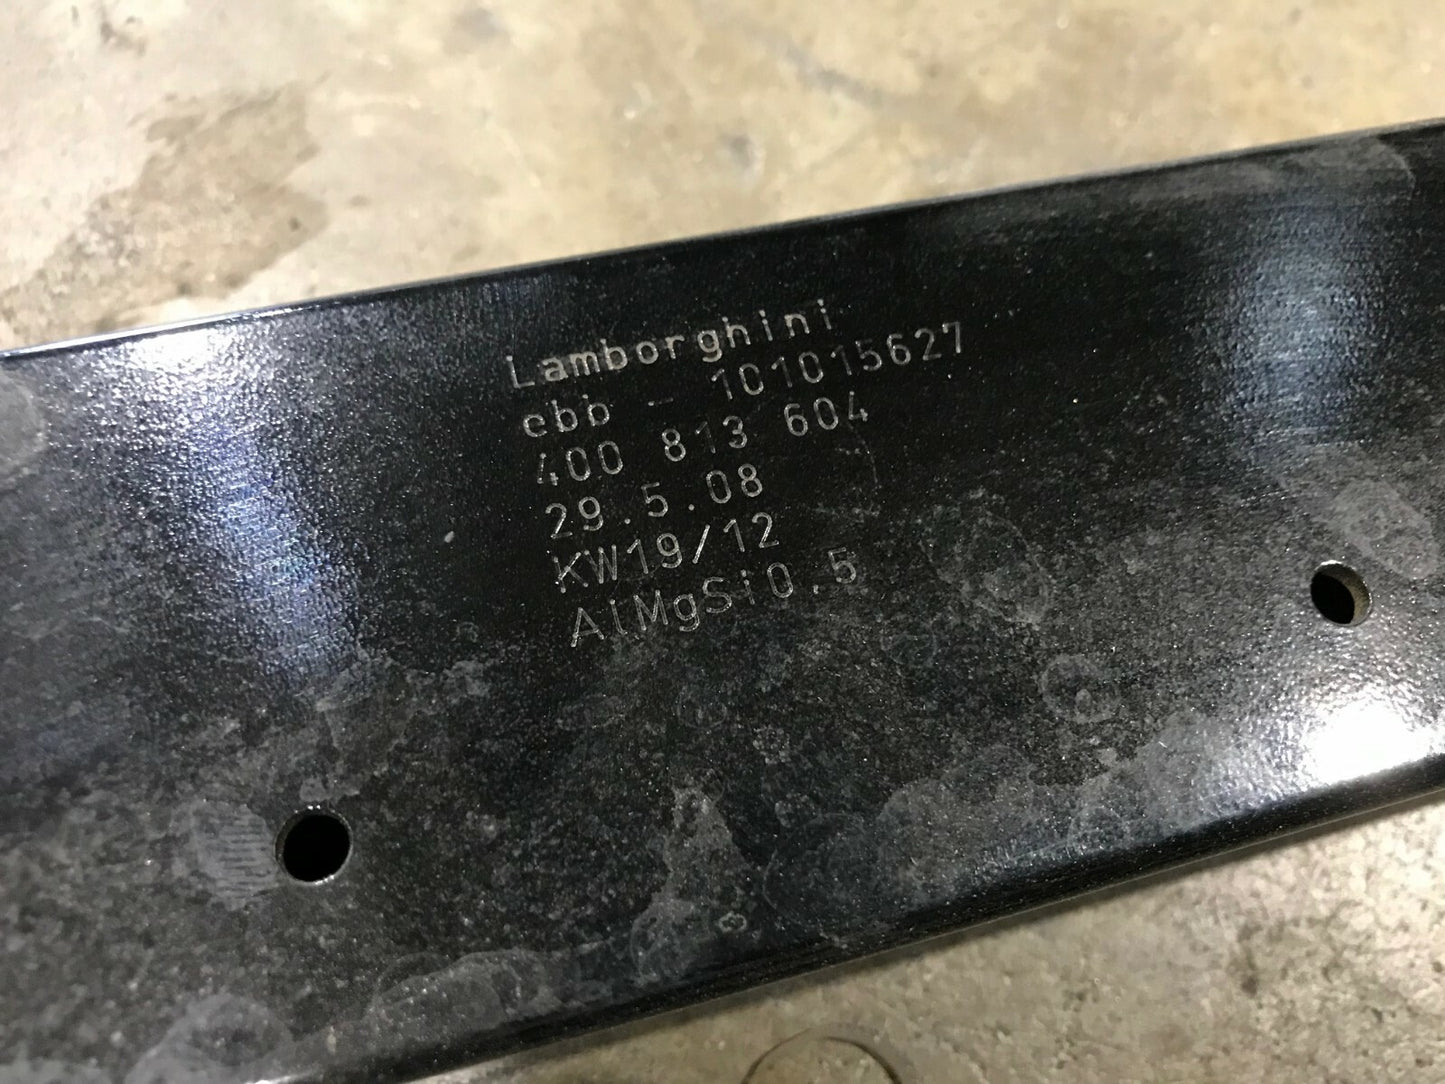 Lamborghini
ebb - 101015627
400 813 604
29.5.08
KW19/12
AlMgSi0.5